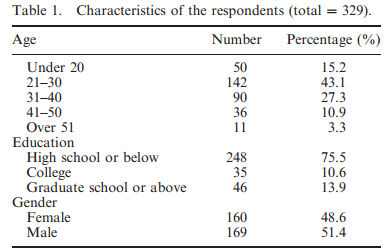 Table 1. Characteristics of the respondents (total = 329).
Age Number Percentage (%)
Under 20 50 15.2
21–30 142 43.1
31–40 90 27.3
41–50 36 10.9
Over 51 11 3.3
Education
High school or below 248 75.5
College 35 10.6
Graduate school or above 46 13.9
Gender
Female 160 48.6
Male 169 51.4